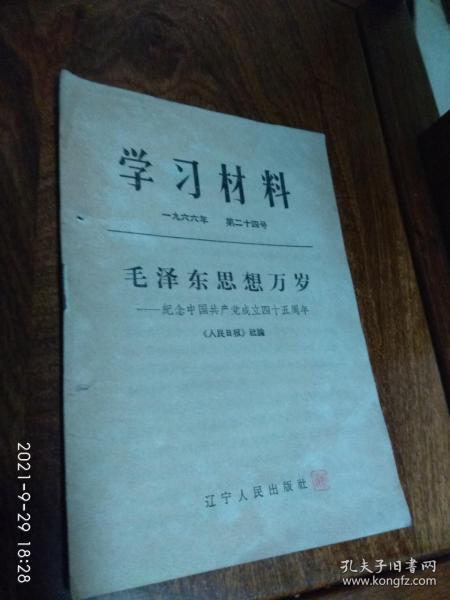 学习材料
一九六六年 第二十四号
毛泽东思想万岁
——纪念中国共产党成立四十五周年
《人民日报》社論
辽宁人民出版社
2021-9-29 18:28
孔夫子旧书网
www.kongfz.com